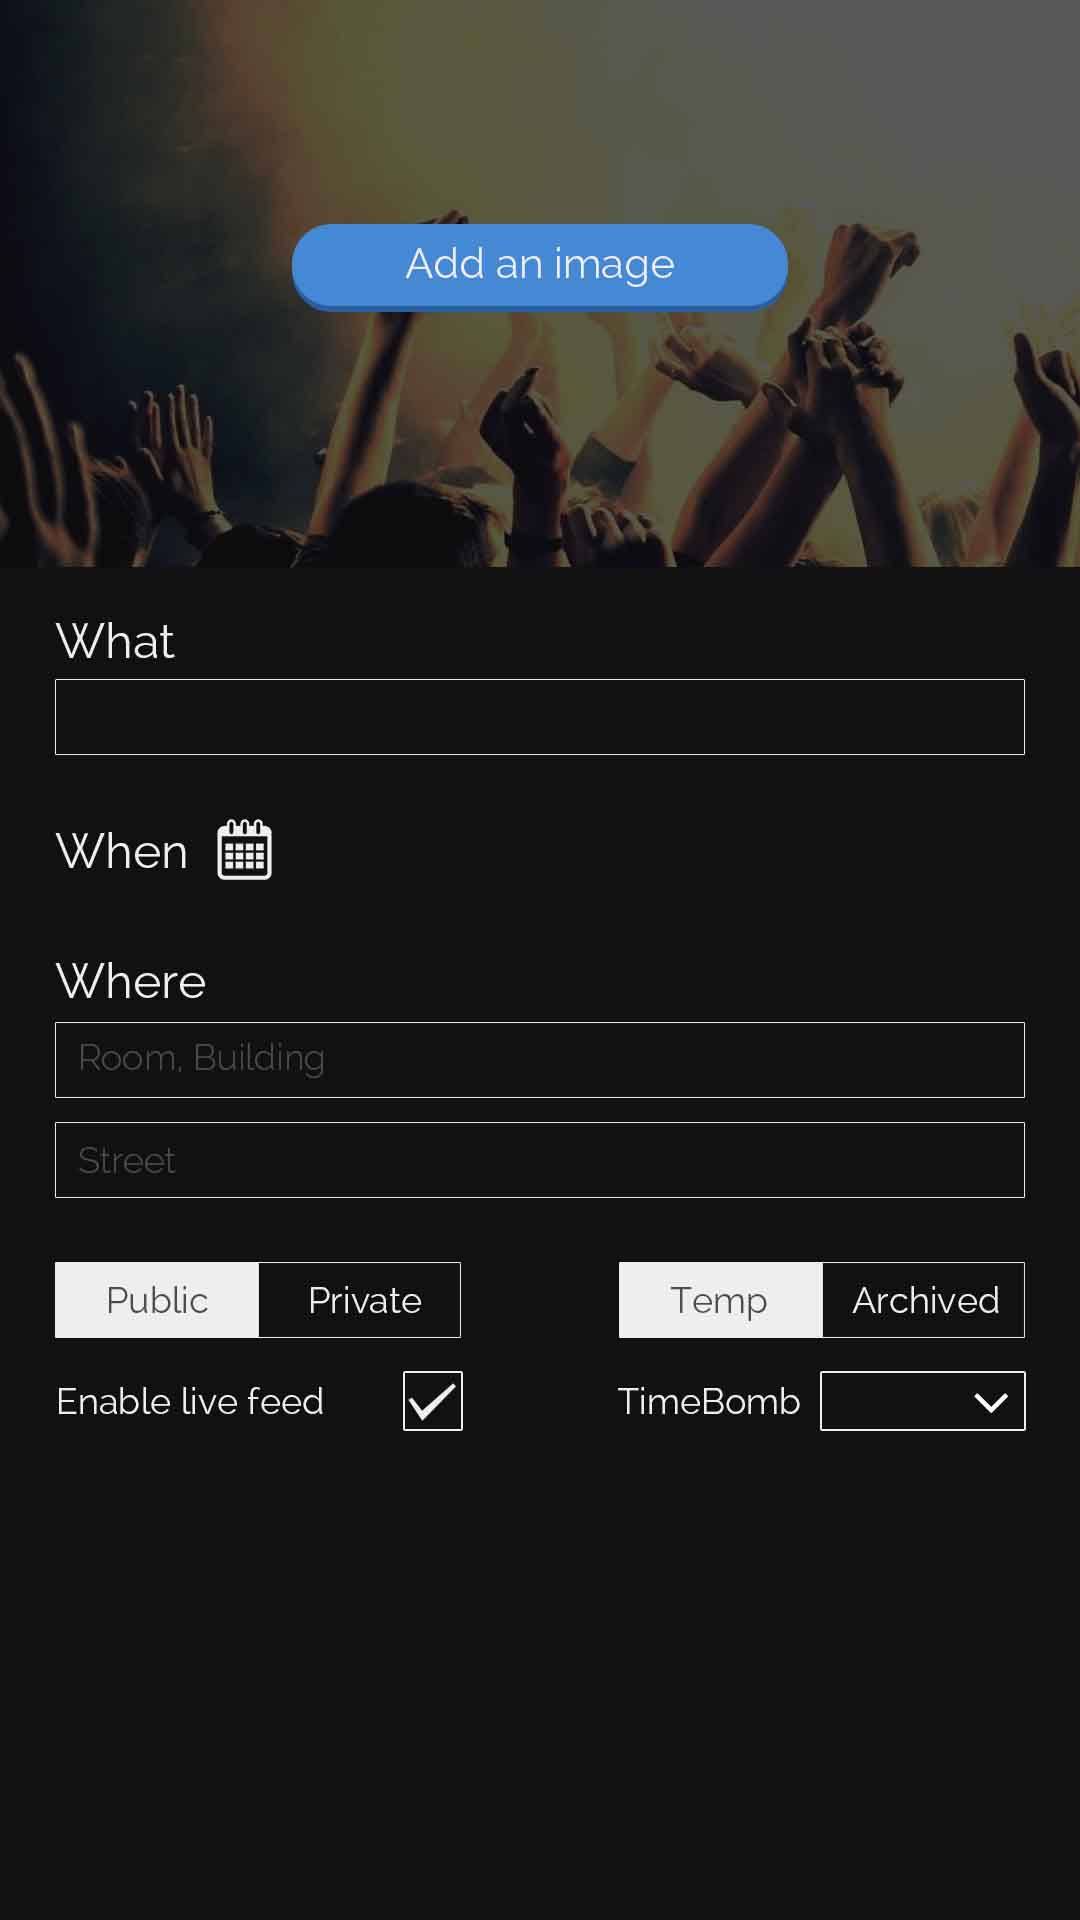 Add an image
What
When
Where
Room, Building
Street
Public Private Temp Archived
Enable live feed TimeBomb